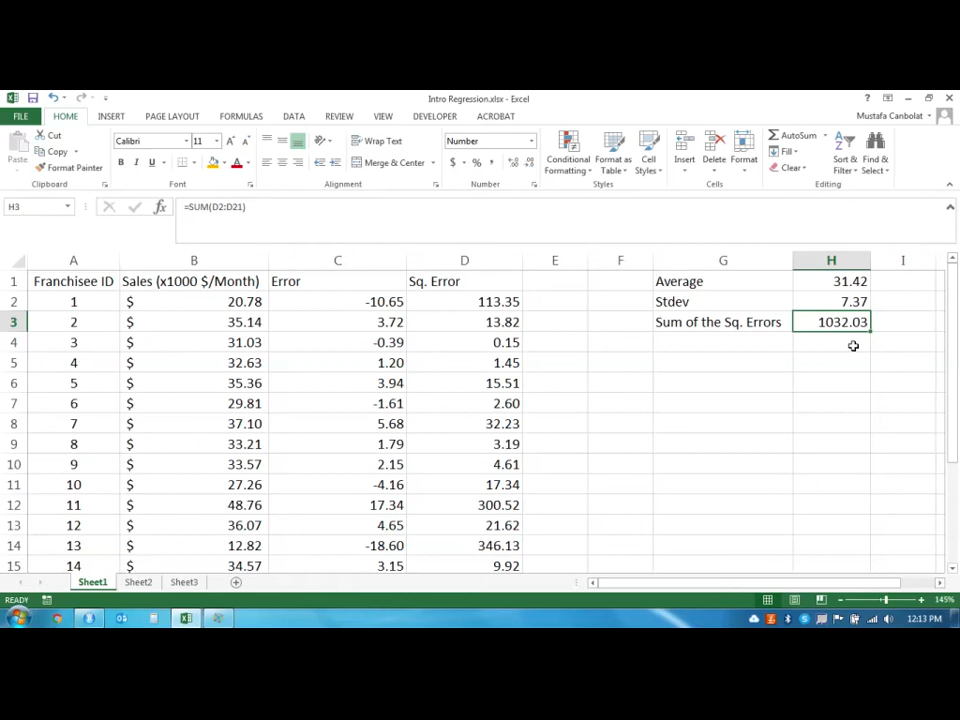 Intro Regression.xlsx - Excel
FILE HOME INSERT PAGE LAYOUT FORMULAS DATA REVIEW VIEW DEVELOPER ACROBAT Mustafa Canbolat
Cut Calibri 11 Wrap Text Number AutoSum
Paste Copy Fill
Format Painter Merge & Center Conditional Formatting Format as Table Cell Styles Insert Delete Format Clear Sort & Filter Find & Select
Clipboard Font Alignment Number Styles Cells Editing
H3 fx =SUM(D2:D21)
A B C D E F G H I
1 Franchisee ID Sales (x1000 $/Month) Error Sq. Error Average 31.42
2 1 $ 20.78 -10.65 113.35 Stdev 7.37
3 2 $ 35.14 3.72 13.82 Sum of the Sq. Errors 1032.03
4 3 $ 31.03 -0.39 0.15
5 4 $ 32.63 1.20 1.45
6 5 $ 35.36 3.94 15.51
7 6 $ 29.81 -1.61 2.60
8 7 $ 37.10 5.68 32.23
9 8 $ 33.21 1.79 3.19
10 9 $ 33.57 2.15 4.61
11 10 $ 27.26 -4.16 17.34
12 11 $ 48.76 17.34 300.52
13 12 $ 36.07 4.65 21.62
14 13 $ 12.82 -18.60 346.13
15 14 $ 34.57 3.15 9.92
Sheet1 Sheet2 Sheet3
READY 145%
12:13 PM